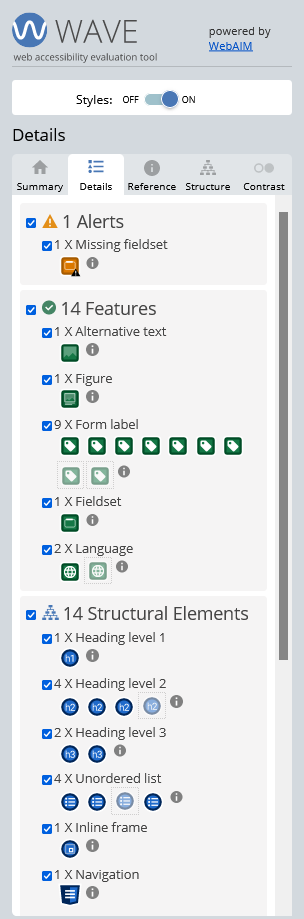 WAVE
web accessibility evaluation tool
powered by
WebAIM
Styles: OFF ON
Details
Summary Details Reference Structure Contrast
1 Alerts
1 X Missing fieldset
14 Features
1 X Alternative text
1 X Figure
9 X Form label
1 X Fieldset
2 X Language
14 Structural Elements
1 X Heading level 1
h1
4 X Heading level 2
h2 h2 h2 h2
2 X Heading level 3
h3 h3
4 X Unordered list
1 X Inline frame
1 X Navigation